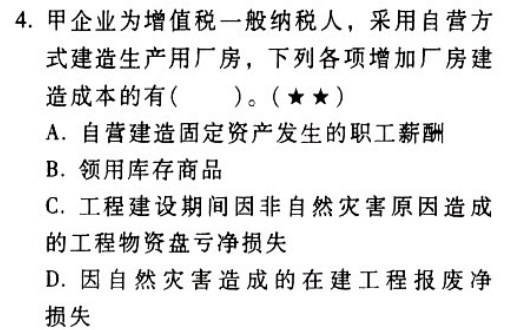 4. 甲企业为增值税一般纳税人，采用自营方
式建造生产用厂房，下列各项增加厂房建
造成本的有(　　)。(★★)
A. 自营建造固定资产发生的职工薪酬
B. 领用库存商品
C. 工程建设期间因非自然灾害原因造成
的工程物资盘亏净损失
D. 因自然灾害造成的在建工程报废净
损失